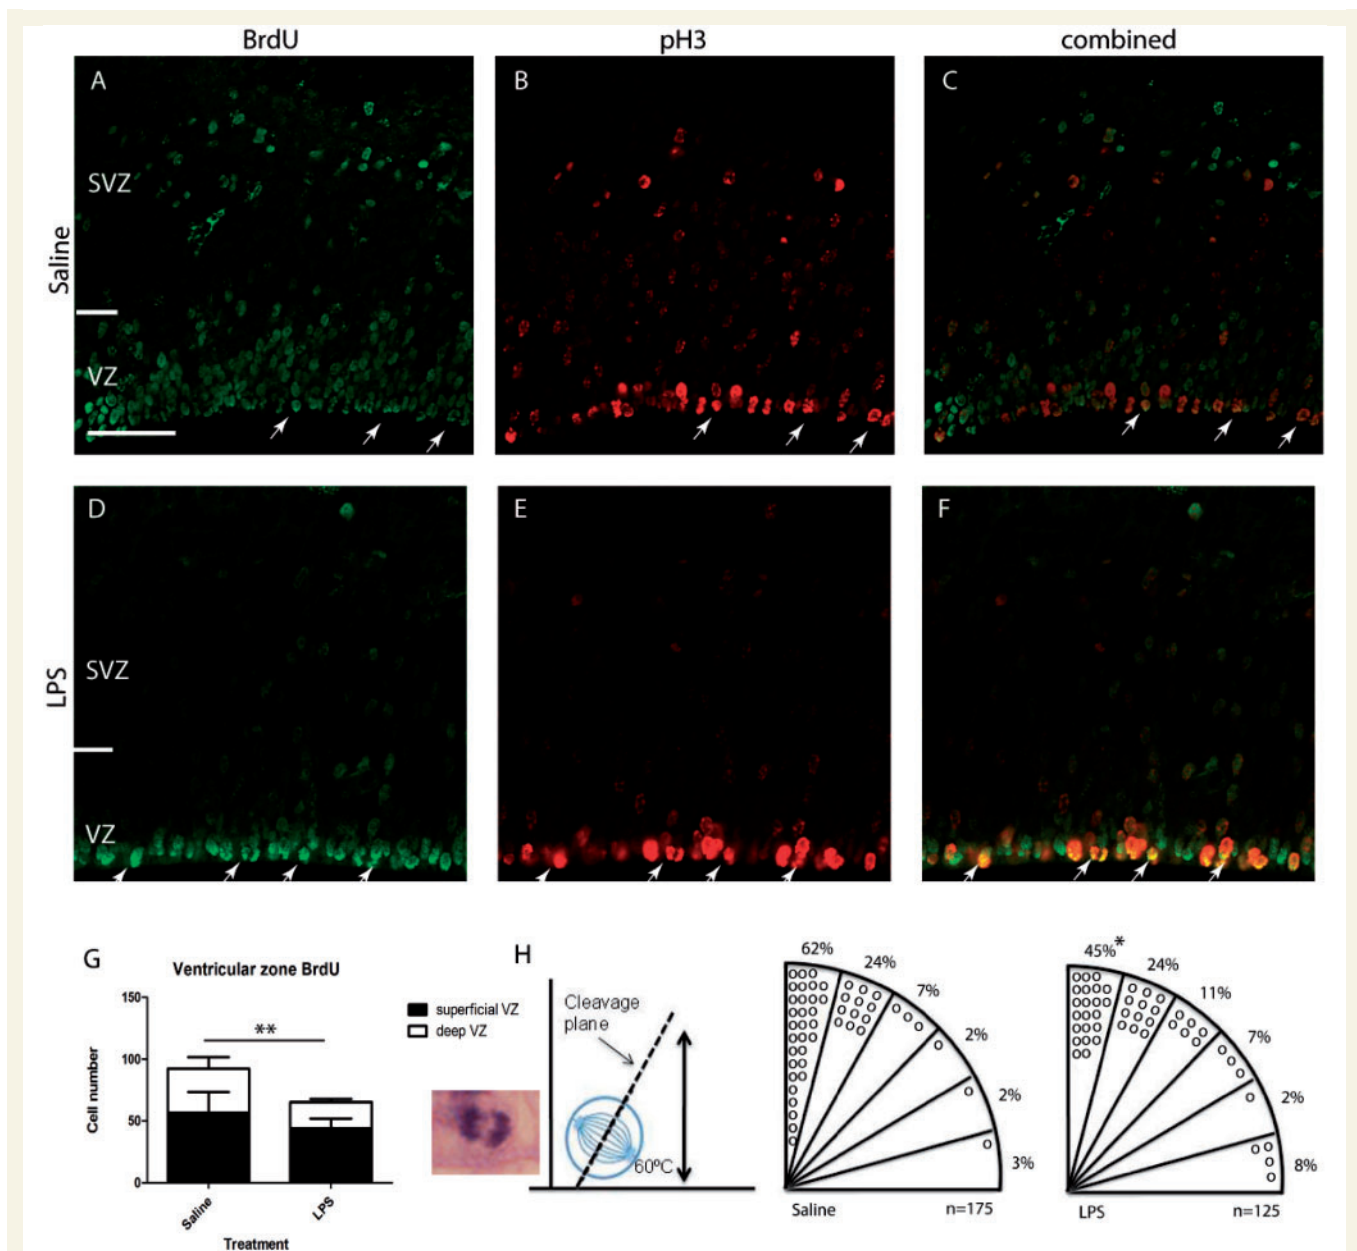 BrdU
pH3
combined
A
B
C
Saline
SVZ
VZ
D
E
F
LPS
SVZ
VZ
G
Ventricular zone BrdU
150
100
50
0
Cell number
**
Saline
LPS
Treatment
superficial VZ
deep VZ
H
Cleavage
plane
60ºC
62%
24%
7%
2%
2%
3%
Saline
n=175
45%*
24%
11%
7%
2%
8%
LPS
n=125